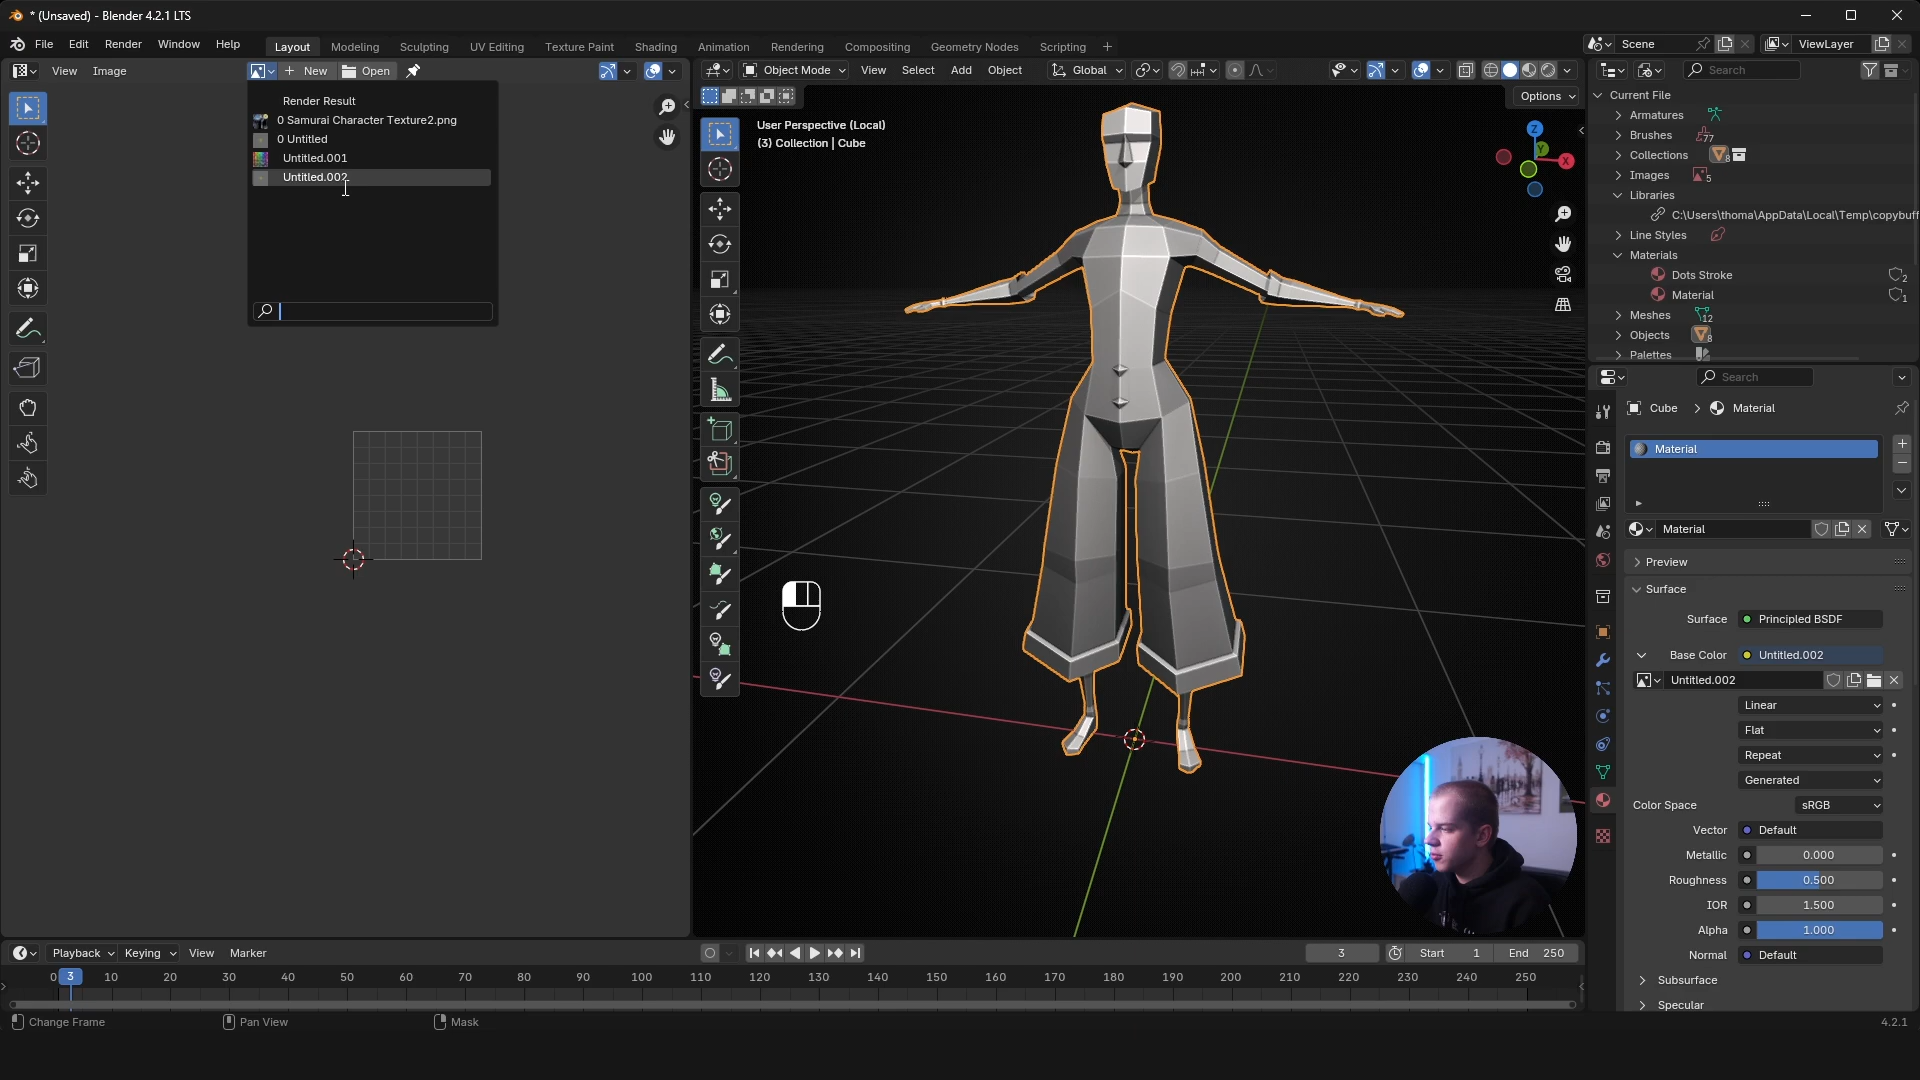 * (Unsaved) - Blender 4.2.1 LTS
File Edit Render Window Help
Layout Modeling Sculpting UV Editing Texture Paint Shading Animation Rendering Compositing Geometry Nodes Scripting +
Scene
ViewLayer
View Image
New Open
Object Mode View Select Add Object Global
Search
Options
Render Result
0 Samurai Character Texture2.png
0 Untitled
Untitled.001
Untitled.002
User Perspective (Local)
(3) Collection | Cube
Z
Y
X
Current File
Armatures
Brushes 77
Collections 8
Images 5
Libraries
C:\Users\thoma\AppData\Local\Temp\copybuff
Line Styles
Materials
Dots Stroke 2
Material 1
Meshes 12
Objects 8
Palettes
Search
Cube > Material
Material
Material
Preview
Surface
Surface Principled BSDF
Base Color Untitled.002
Untitled.002
Linear
Flat
Repeat
Generated
Color Space sRGB
Vector Default
Metallic 0.000
Roughness 0.500
IOR 1.500
Alpha 1.000
Normal Default
Subsurface
Specular
Playback Keying View Marker
3 Start 1 End 250
0 3 10 20 30 40 50 60 70 80 90 100 110 120 130 140 150 160 170 180 190 200 210 220 230 240 250
Change Frame Pan View Mask
4.2.1